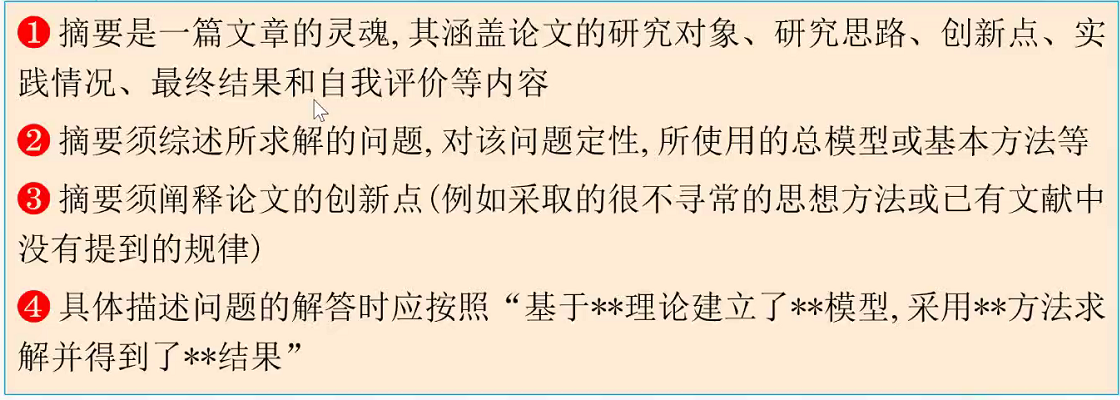 ❶ 摘要是一篇文章的灵魂, 其涵盖论文的研究对象、研究思路、创新点、实
践情况、最终结果和自我评价等内容
❷ 摘要须综述所求解的问题, 对该问题定性, 所使用的总模型或基本方法等
❸ 摘要须阐释论文的创新点(例如采取的很不寻常的思想方法或已有文献中
没有提到的规律)
❹ 具体描述问题的解答时应按照“基于**理论建立了**模型, 采用**方法求
解并得到了**结果”